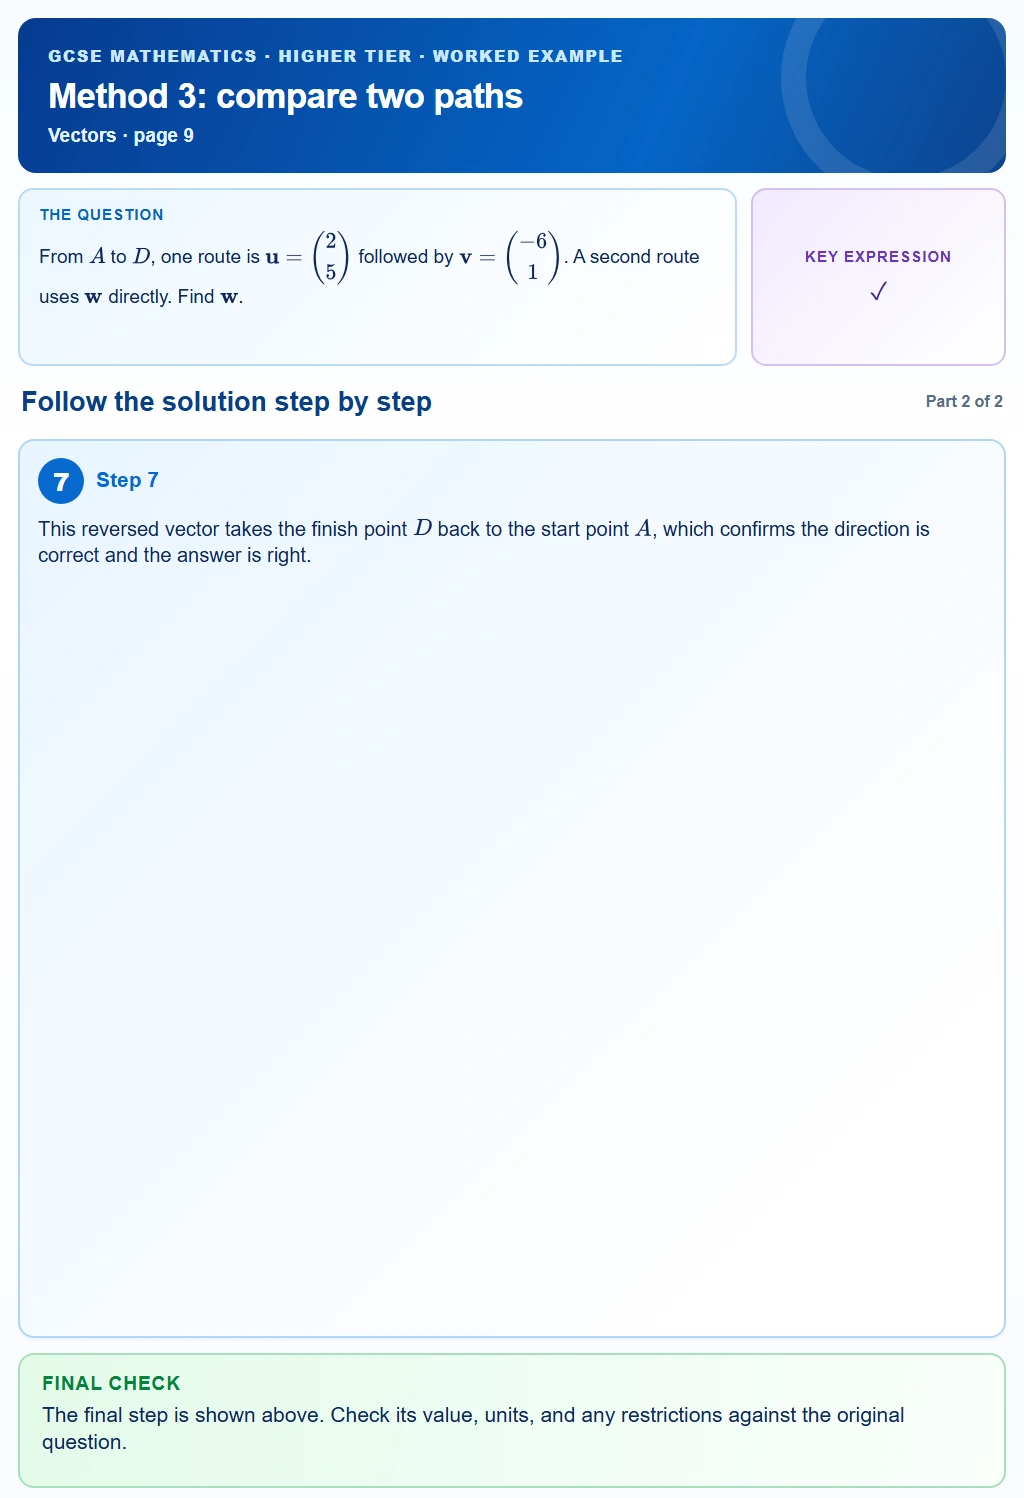 GCSE MATHEMATICS · HIGHER TIER · WORKED EXAMPLE
Method 3: compare two paths
Vectors · page 9
THE QUESTION
From A to D, one route is u = (2 5) followed by v = (−6 1). A second route
uses w directly. Find w.
KEY EXPRESSION
✓
Follow the solution step by step
Part 2 of 2
7 Step 7
This reversed vector takes the finish point D back to the start point A, which confirms the direction is
correct and the answer is right.
FINAL CHECK
The final step is shown above. Check its value, units, and any restrictions against the original
question.